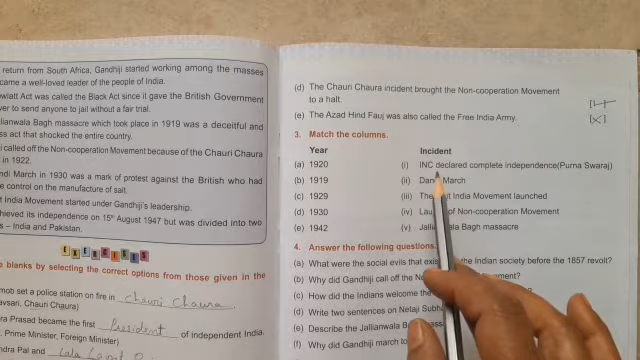 return from South Africa, Gandhiji started working among the masses
came a well-loved leader of the people of India.
wlatt Act was called the Black Act since it gave the British Government
ver to send anyone to jail without a fair trial.
llianwala Bagh massacre which took place in 1919 was a deceitful and
ss act that shocked the entire country.
alled off the Non-cooperation Movement because of the Chauri Chaura
in 1922.
ndi March in 1930 was a mark of protest against the British who had
e control on the manufacture of salt.
t India Movement started under Gandhiji's leadership.
hieved its independence on 15th August 1947 but was divided into two
s – India and Pakistan.
EXERCISES
e blanks by selecting the correct options from those given in the
mob set a police station on fire in Chauri Chaura.
avsari, Chauri Chaura)
ra Prasad became the first President of independent India.
Prime Minister, Foreign Minister)
ndra Pal and Lala
(d) The Chauri Chaura incident brought the Non-cooperation Movement
to a halt.
(e) The Azad Hind Fauj was also called the Free India Army.
3. Match the columns.
Year Incident
(a) 1920 (i) INC declared complete independence(Purna Swaraj)
(b) 1919 (ii) Dandi March
(c) 1929 (iii) The India Movement launched
(d) 1930 (iv) of Non-cooperation Movement
(e) 1942 (v) Bagh massacre
4. Answer the following questions.
(a) What were the social evils that the Indian society before the 1857 revolt?
(b) Why did Gandhiji call off the Non
(c) How did the Indians welcome the
(d) Write two sentences on Netaji Subha
(e) Describe the Jallianwala Bagh
(f) Why did Gandhiji march to